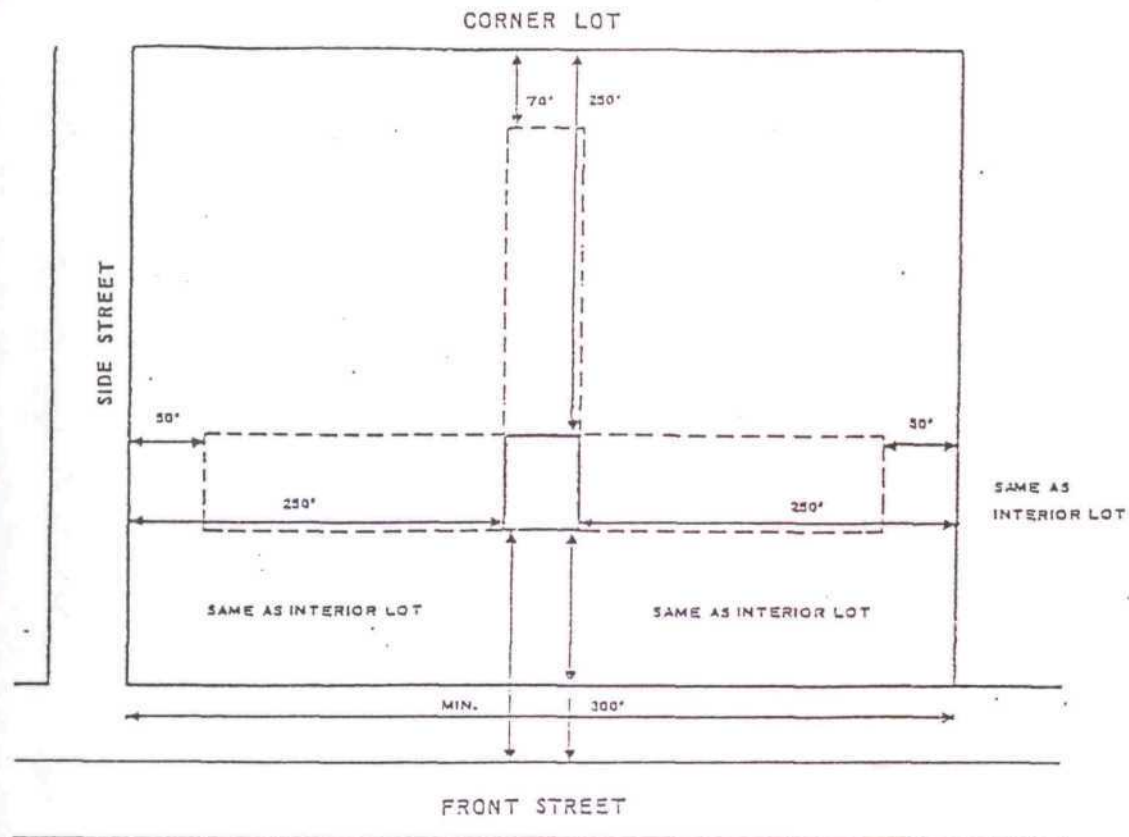 CORNER LOT
70'
250'
SIDE STREET
50'
50'
250'
250'
SAME AS
INTERIOR LOT
SAME AS INTERIOR LOT
SAME AS INTERIOR LOT
MIN. 300'
FRONT STREET